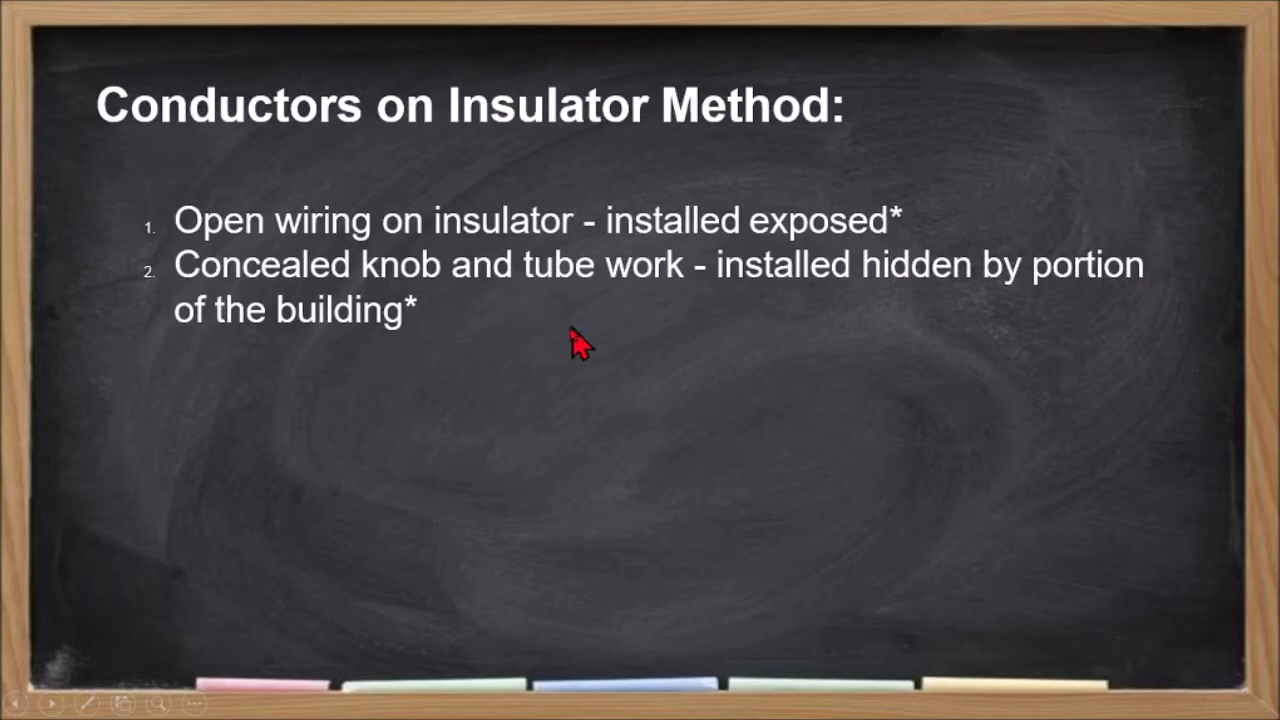 Conductors on Insulator Method:
1. Open wiring on insulator - installed exposed*
2. Concealed knob and tube work - installed hidden by portion
of the building*